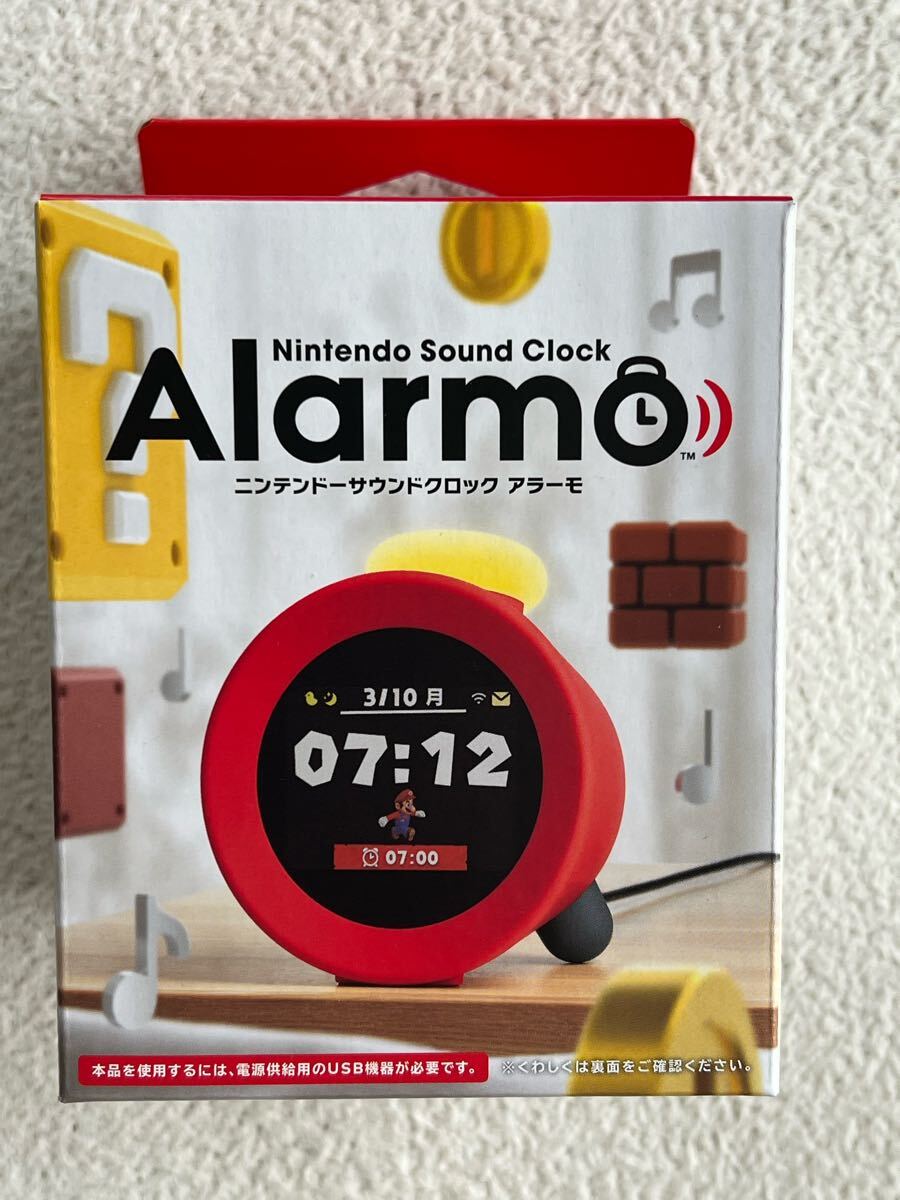 Nintendo Sound Clock
Alarmo
TM
ニンテンドーサウンドクロック アラーモ
3/10 月
07:12
07:00
本品を使用するには、電源供給用のUSB機器が必要です。 ※くわしくは裏面をご確認ください。